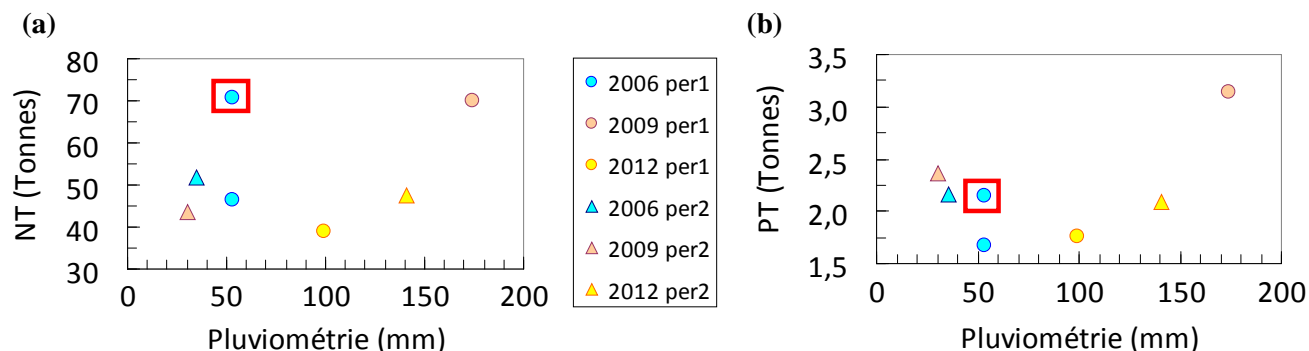 (a)
NT (Tonnes)
80
70
60
50
40
30
0 50 100 150 200
Pluviométrie (mm)
2006 per1
2009 per1
2012 per1
2006 per2
2009 per2
2012 per2
(b)
PT (Tonnes)
3,5
3,0
2,5
2,0
1,5
0 50 100 150 200
Pluviométrie (mm)